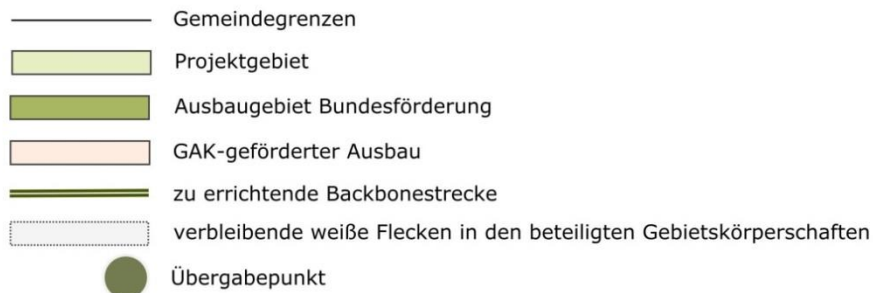 Gemeindegrenzen
Projektgebiet
Ausbaugebiet Bundesförderung
GAK-geförderter Ausbau
zu errichtende Backbonestrecke
verbleibende weiße Flecken in den beteiligten Gebietskörperschaften
Übergabepunkt